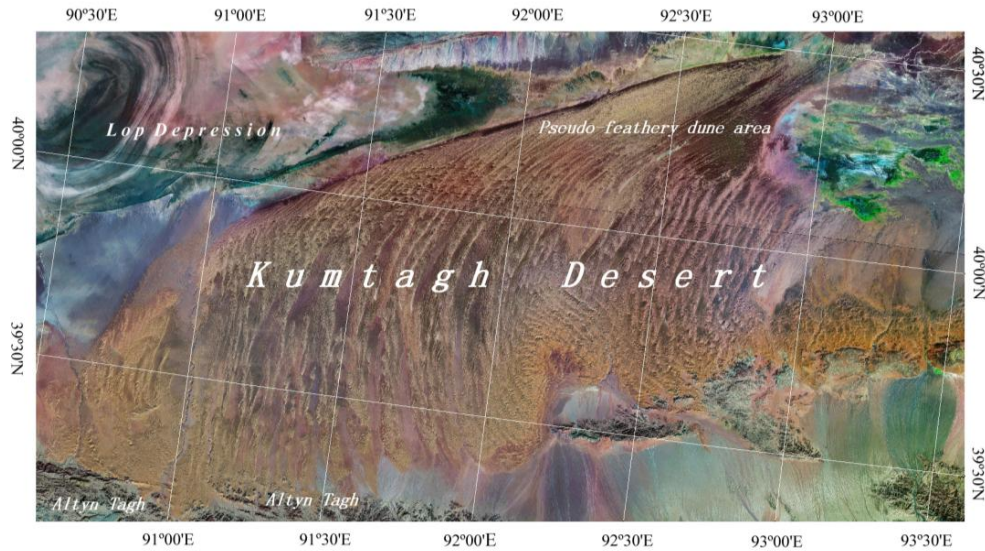 90°30'E 91°00'E 91°30'E 92°00'E 92°30'E 93°00'E
40°30'N
Lop Depression
Pseudo-feathery dune area
40°00'N
Kumtagh Desert
40°00'N
39°30'N
39°30'N
Altyn Tagh Altyn Tagh
91°00'E 91°30'E 92°00'E 92°30'E 93°00'E 93°30'E